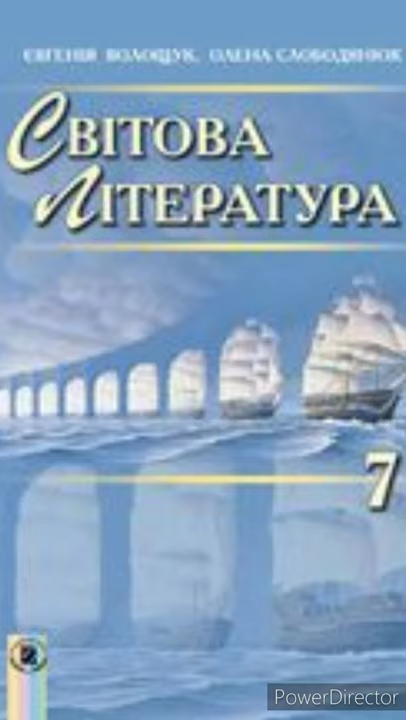 ЄВГЕНІЯ ВОЛОЩУК, ОЛЕНА СЛОБОДЯНЮК
СВІТОВА
ЛІТЕРАТУРА
7
PowerDirector